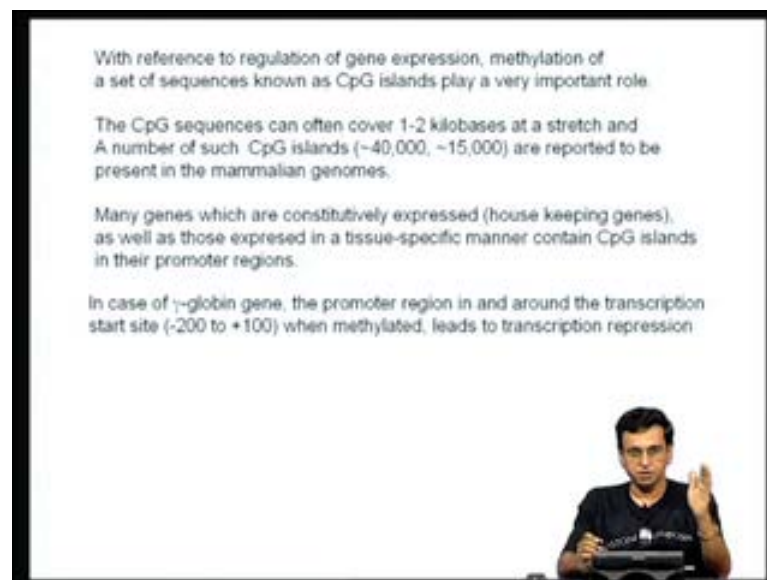 With reference to regulation of gene expression, methylation of
a set of sequences known as CpG islands play a very important role.
The CpG sequences can often cover 1-2 kilobases at a stretch and
A number of such CpG islands (~40,000, ~15,000) are reported to be
present in the mammalian genomes.
Many genes which are constitutively expressed (house keeping genes),
as well as those expresed in a tissue-specific manner contain CpG islands
in their promoter regions.
In case of γ-globin gene, the promoter region in and around the transcription
start site (-200 to +100) when methylated, leads to transcription repression